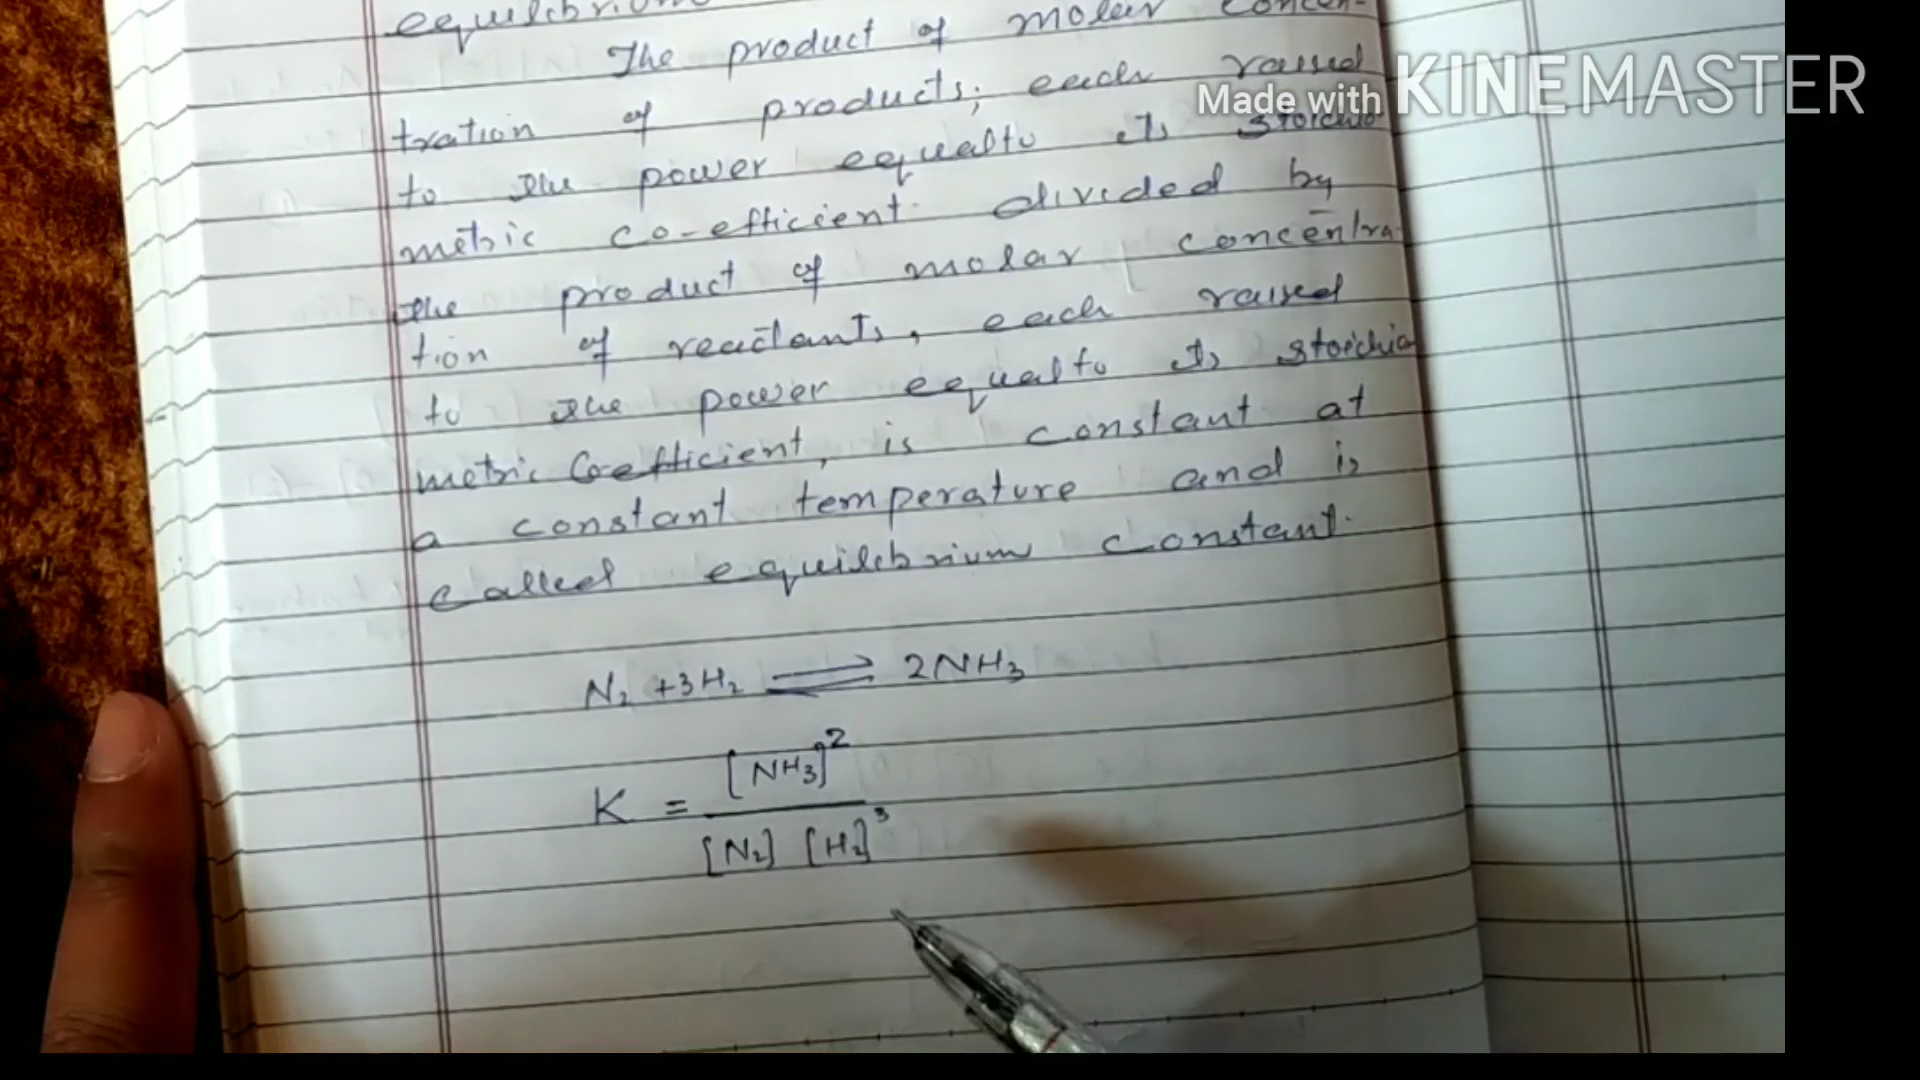 equilibrium
The product of molar concen-
tration of products, each raised
to the power equal to its stoichio
metric co-efficient divided by
the product of molar concentra-
tion of reactants, each raised
to the power equal to its stoichio
metric Coefficient, is constant at
a constant temperature and is
called equilibrium constant.
N₂ + 3H₂ ⇌ 2NH₃
K = [NH₃]² / [N₂] [H₂]³
Made with KINEMASTER